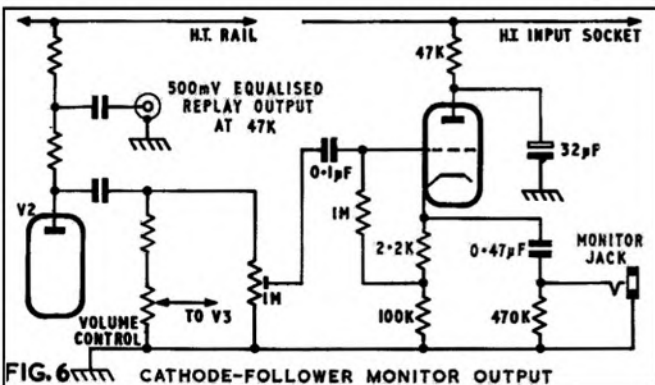 H.T. RAIL
H.T. INPUT SOCKET
47K
500mV EQUALISED
REPLAY OUTPUT
AT 47K
32µF
0·1µF
V2
1M
2·2K
0·47µF
MONITOR
JACK
1M
TO V3
100K
470K
VOLUME
CONTROL
FIG. 6 CATHODE-FOLLOWER MONITOR OUTPUT